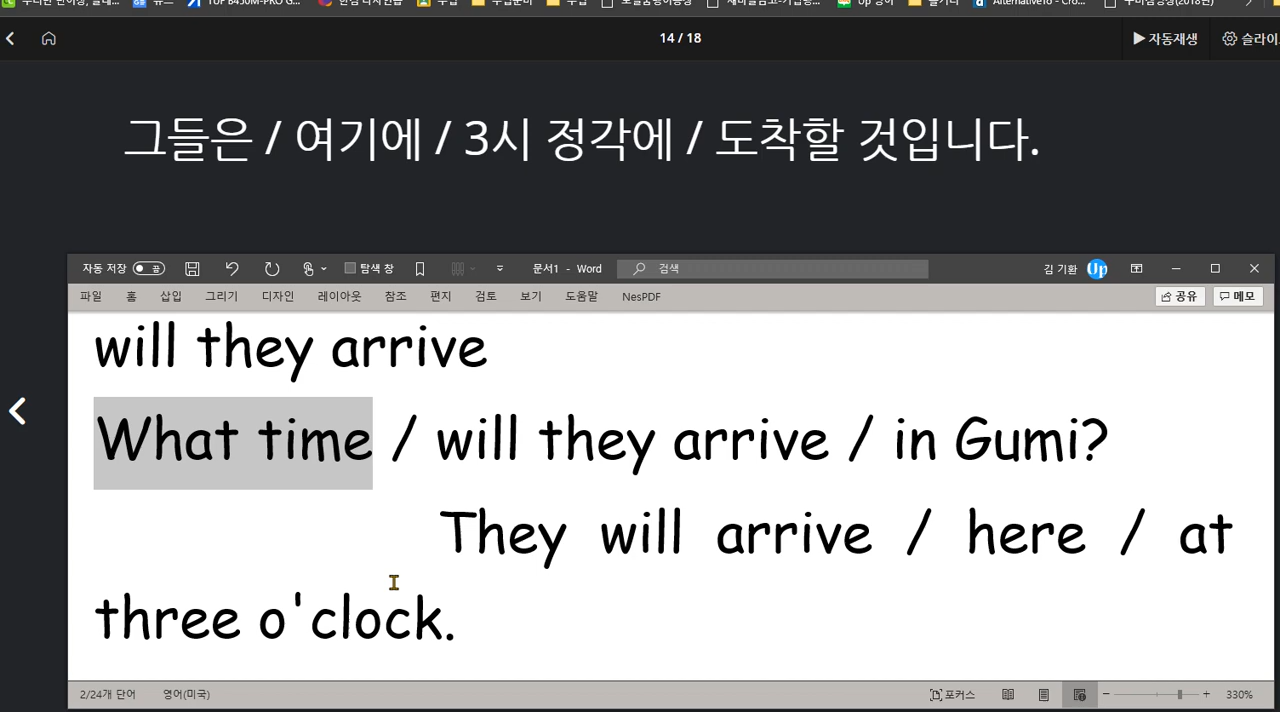 14 / 18
자동재생
슬라이
그들은 / 여기에 / 3시 정각에 / 도착할 것입니다.
자동 저장
끔
탐색 창
문서1 - Word
검색
김 기환
Up
파일 홈 삽입 그리기 디자인 레이아웃 참조 편지 검토 보기 도움말 NesPDF
공유
메모
will they arrive
What time / will they arrive / in Gumi?
They will arrive / here / at
three o'clock.
2/24개 단어
영어(미국)
포커스
330%